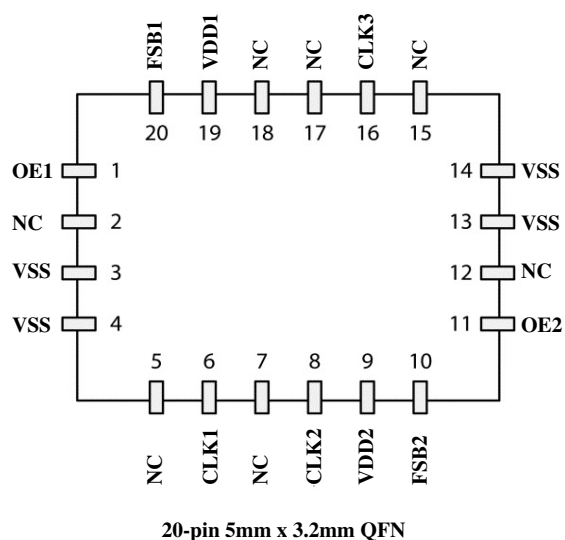 FSB1 VDD1 NC NC CLK3 NC
20 19 18 17 16 15
OE1 1 14 VSS
NC 2 13 VSS
VSS 3 12 NC
VSS 4 11 OE2
5 6 7 8 9 10
NC CLK1 NC CLK2 VDD2 FSB2
20-pin 5mm x 3.2mm QFN